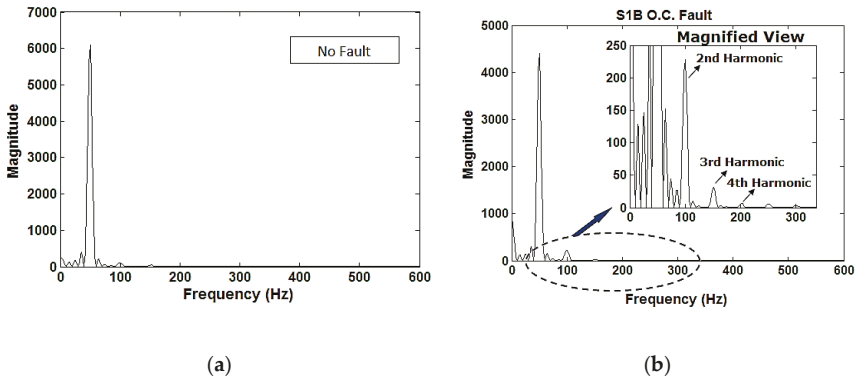 No Fault
7000
6000
5000
4000
3000
2000
1000
0
Magnitude
0 100 200 300 400 500 600
Frequency (Hz)
(a)
S1B O.C. Fault
5000
4000
3000
2000
1000
0
Magnitude
Magnified View
250
200
150
100
50
0
2nd Harmonic
3rd Harmonic
4th Harmonic
0 100 200 300
0 100 200 300 400 500 600
Frequency (Hz)
(b)